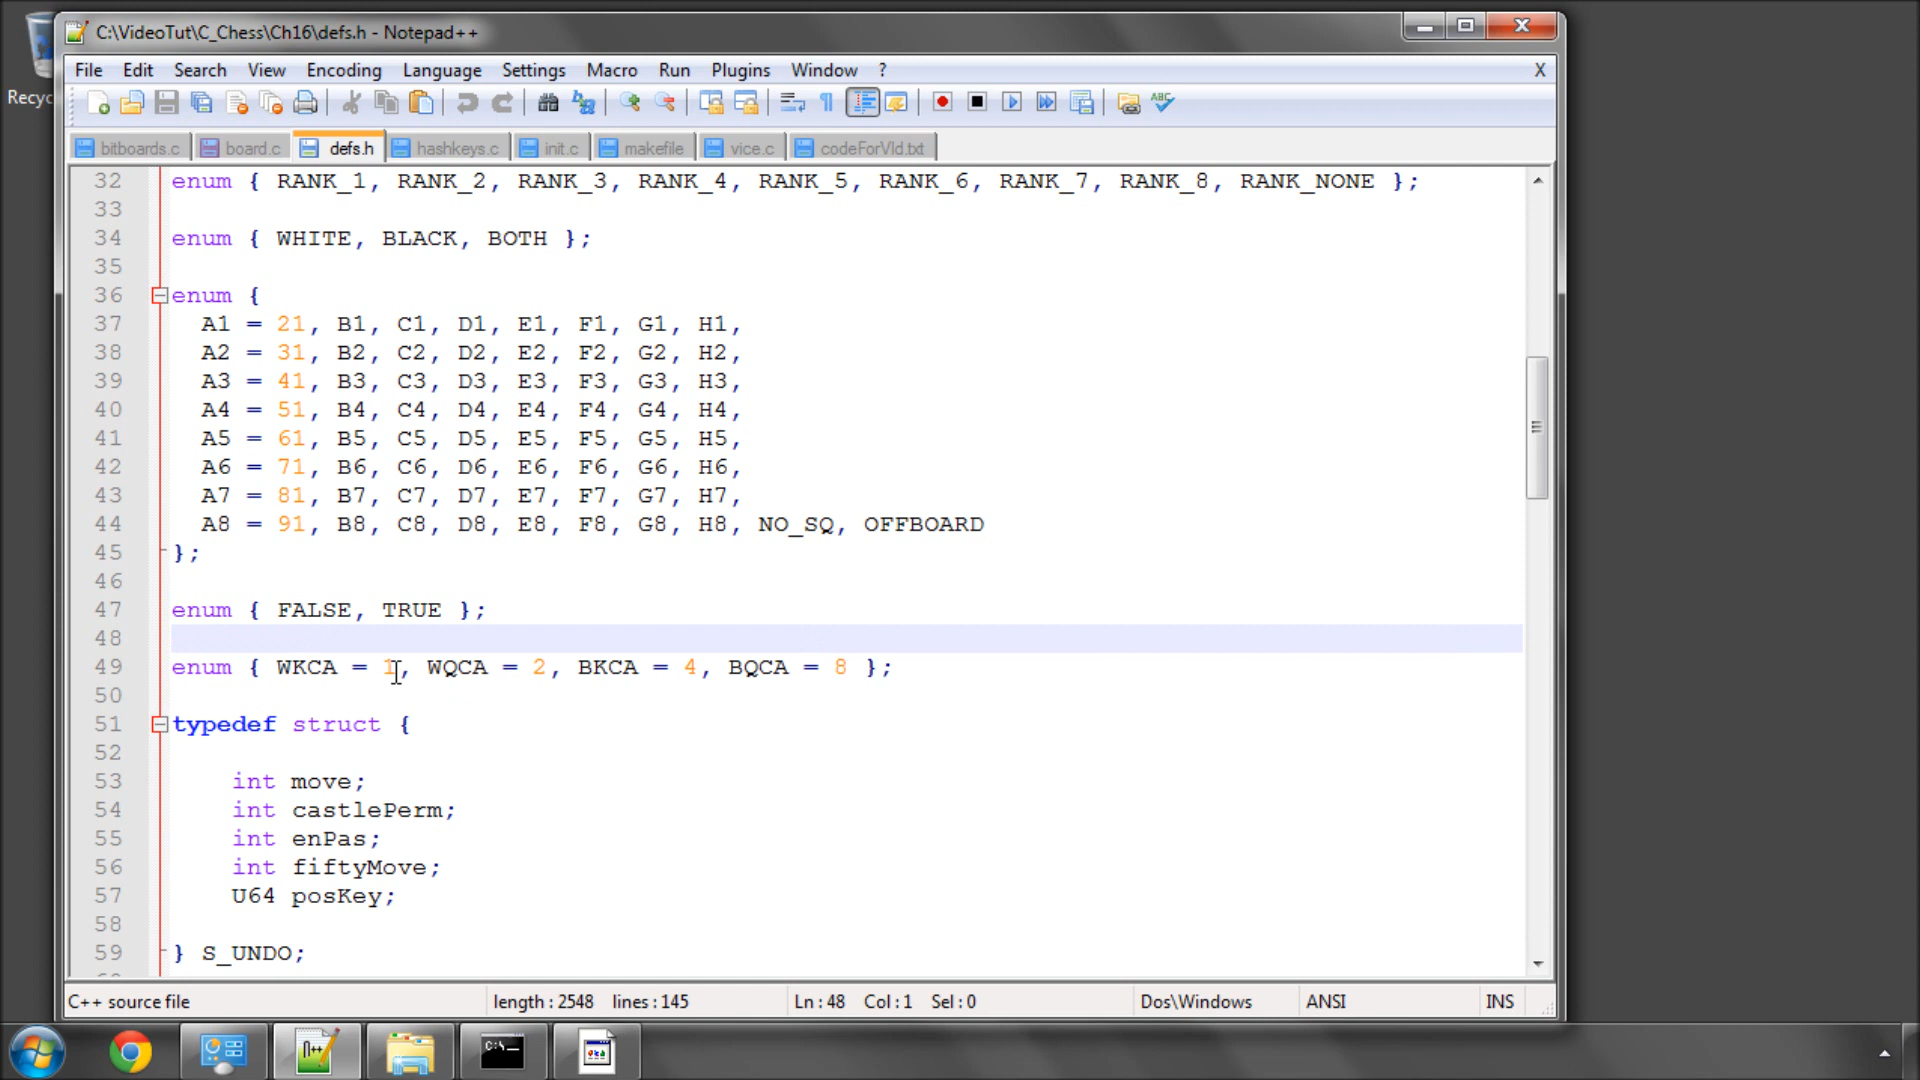 C:\VideoTut\C_Chess\Ch16\defs.h - Notepad++
Recyc
File Edit Search View Encoding Language Settings Macro Run Plugins Window ? X
bitboards.c board.c defs.h hashkeys.c init.c makefile vice.c codeForVid.txt
32 enum { RANK_1, RANK_2, RANK_3, RANK_4, RANK_5, RANK_6, RANK_7, RANK_8, RANK_NONE };
33
34 enum { WHITE, BLACK, BOTH };
35
36 enum {
37 A1 = 21, B1, C1, D1, E1, F1, G1, H1,
38 A2 = 31, B2, C2, D2, E2, F2, G2, H2,
39 A3 = 41, B3, C3, D3, E3, F3, G3, H3,
40 A4 = 51, B4, C4, D4, E4, F4, G4, H4,
41 A5 = 61, B5, C5, D5, E5, F5, G5, H5,
42 A6 = 71, B6, C6, D6, E6, F6, G6, H6,
43 A7 = 81, B7, C7, D7, E7, F7, G7, H7,
44 A8 = 91, B8, C8, D8, E8, F8, G8, H8, NO_SQ, OFFBOARD
45 };
46
47 enum { FALSE, TRUE };
48
49 enum { WKCA = 1, WQCA = 2, BKCA = 4, BQCA = 8 };
50
51 typedef struct {
52
53 int move;
54 int castlePerm;
55 int enPas;
56 int fiftyMove;
57 U64 posKey;
58
59 } S_UNDO;
C++ source file length : 2548 lines : 145 Ln : 48 Col : 1 Sel : 0 Dos\Windows ANSI INS